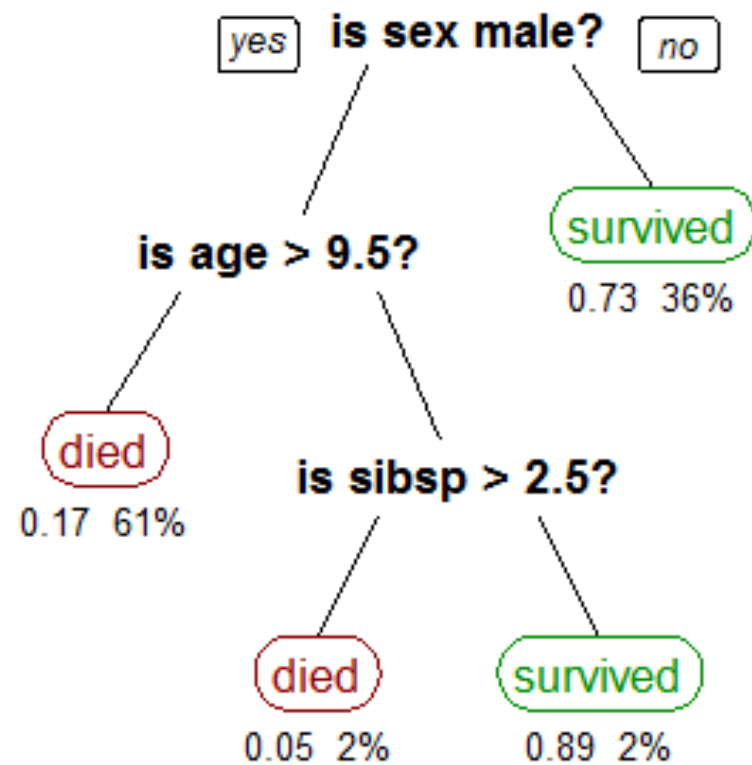 yes is sex male? no
survived
0.73 36%
is age > 9.5?
died
0.17 61%
is sibsp > 2.5?
died
0.05 2%
survived
0.89 2%